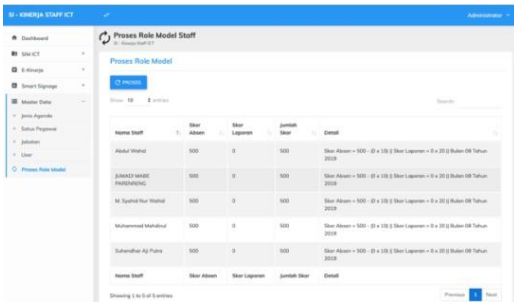 SI - KINERJA STAFF ICT
Administrator
Dashboard
SIM-ICT
E-Kinerja
Smart Signage
Master Data
Jenis Agenda
Status Pegawai
Jabatan
User
Proses Role Model
Proses Role Model Staff
SI - Kinerja Staff ICT
Proses Role Model
PROSES
Show 10 entries
Search:
Nama Staff
Skor Absen
Skor Laporan
Jumlah Skor
Detail
Abdul Wahid 500 0 500 Skor Absen = 500 - (0 x 10) || Skor Laporan = 0 x 20 || Bulan 08 Tahun
2019
JUMADI MABE
PARENRENG
500 0 500 Skor Absen = 500 - (0 x 10) || Skor Laporan = 0 x 20 || Bulan 08 Tahun
2019
M. Syahid Nur Wahid 500 0 500 Skor Absen = 500 - (0 x 10) || Skor Laporan = 0 x 20 || Bulan 08 Tahun
2019
Muhammad 500 0 500 Skor Absen = 500 - (0 x 10) || Skor Laporan = 0 x 20 || Bulan 08 Tahun
2019
Suhandhar Aji Putra 500 0 500 Skor Absen = 500 - (0 x 10) || Skor Laporan = 0 x 20 || Bulan 08 Tahun
2019
Nama Staff Skor Absen Skor Laporan Jumlah Skor Detail
Showing 1 to 5 of 5 entries
Previous 1 Next